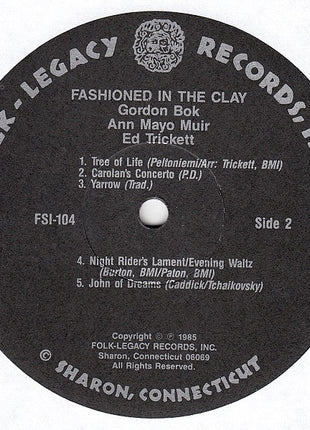 LK - LEGACY RECORDS, IN
FASHIONED IN THE CLAY
Gordon Bok
Ann Mayo Muir
Ed Trickett
1. Tree of Life (Peltoniemi/Arr: Trickett, BMI)
2. Carolan's Concerto (P.D.)
3. Yarrow (Trad.)
FSI-104
Side 2
4. Night Rider's Lament/Evening Waltz
(Burton, BMI/Paton, BMI)
5. John of Dreams (Caddick/Tchaikovsky)
Copyright © ℗ 1985
FOLK-LEGACY RECORDS, INC.
Sharon, Connecticut 06069
All Rights Reserved.
© SHARON, CONNECTICUT